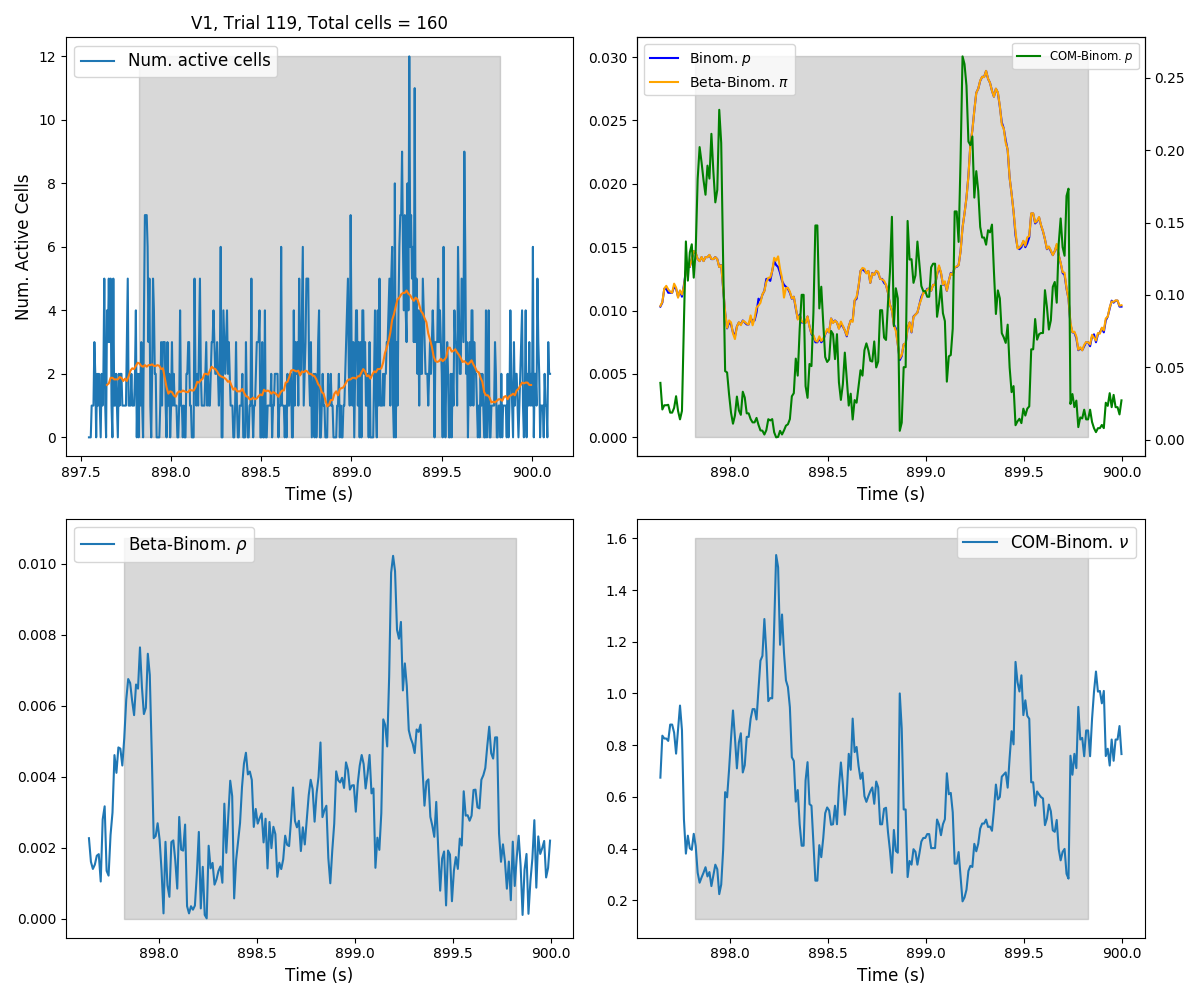 V1, Trial 119, Total cells = 160
Num. active cells
12
10
8
6
4
2
0
Num. Active Cells
897.5 898.0 898.5 899.0 899.5 900.0
Time (s)
Binom. p
Beta-Binom. π
COM-Binom. p
0.030
0.025
0.020
0.015
0.010
0.005
0.000
0.25
0.20
0.15
0.10
0.05
0.00
898.0 898.5 899.0 899.5 900.0
Time (s)
Beta-Binom. ρ
0.010
0.008
0.006
0.004
0.002
0.000
898.0 898.5 899.0 899.5 900.0
Time (s)
COM-Binom. ν
1.6
1.4
1.2
1.0
0.8
0.6
0.4
0.2
898.0 898.5 899.0 899.5 900.0
Time (s)